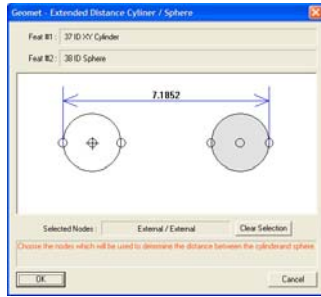 Geomet - Extended Distance Cyliner / Sphere
Feat #1 : 37 ID XY Cylinder
Feat #2 : 38 ID Sphere
7.1852
Selected Nodes : External / External Clear Selection
Choose the nodes which will be used to determine the distance between the cylinderand sphere
OK Cancel